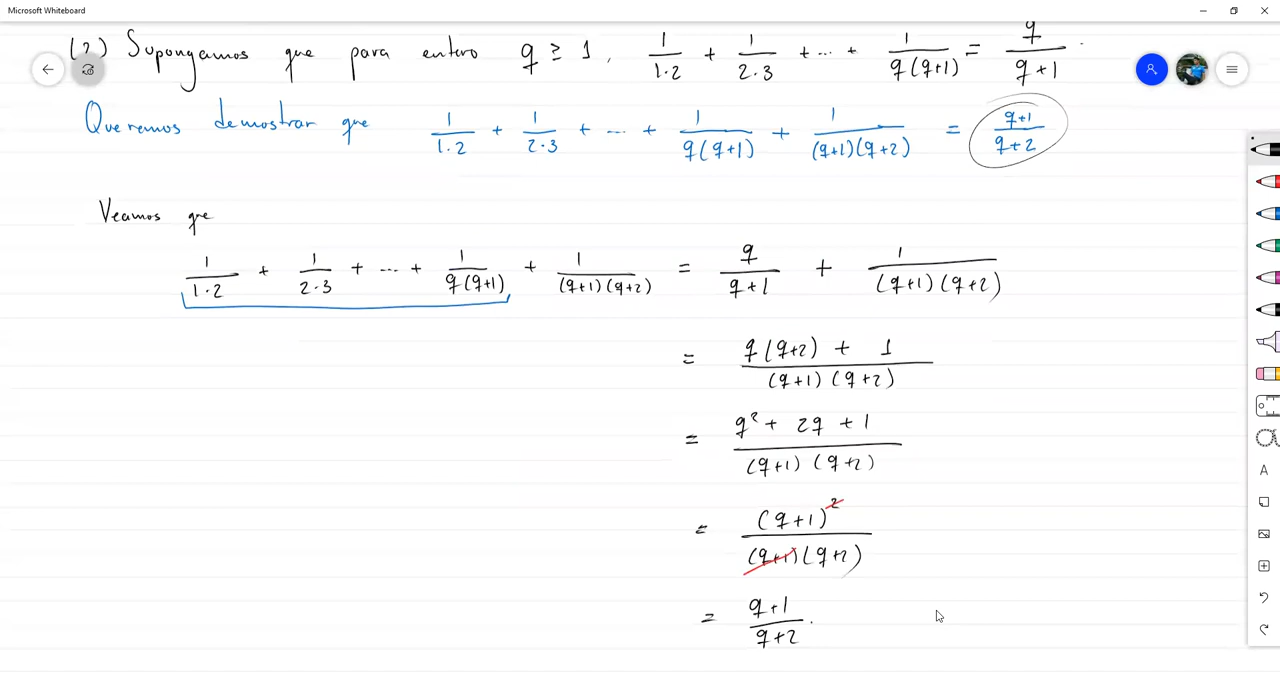 Microsoft Whiteboard
(2) Supongamos que para entero q ≥ 1, 1/(1·2) + 1/(2·3) + ... + 1/(q(q+1)) = q/(q+1).
Queremos demostrar que 1/(1·2) + 1/(2·3) + ... + 1/(q(q+1)) + 1/((q+1)(q+2)) = (q+1)/(q+2)
Veamos que
1/(1·2) + 1/(2·3) + ... + 1/(q(q+1)) + 1/((q+1)(q+2)) = q/(q+1) + 1/((q+1)(q+2))
= (q(q+2) + 1)/((q+1)(q+2))
= (q² + 2q + 1)/((q+1)(q+2))
= (q+1)²/((q+1)(q+2))
= (q+1)/(q+2).
A